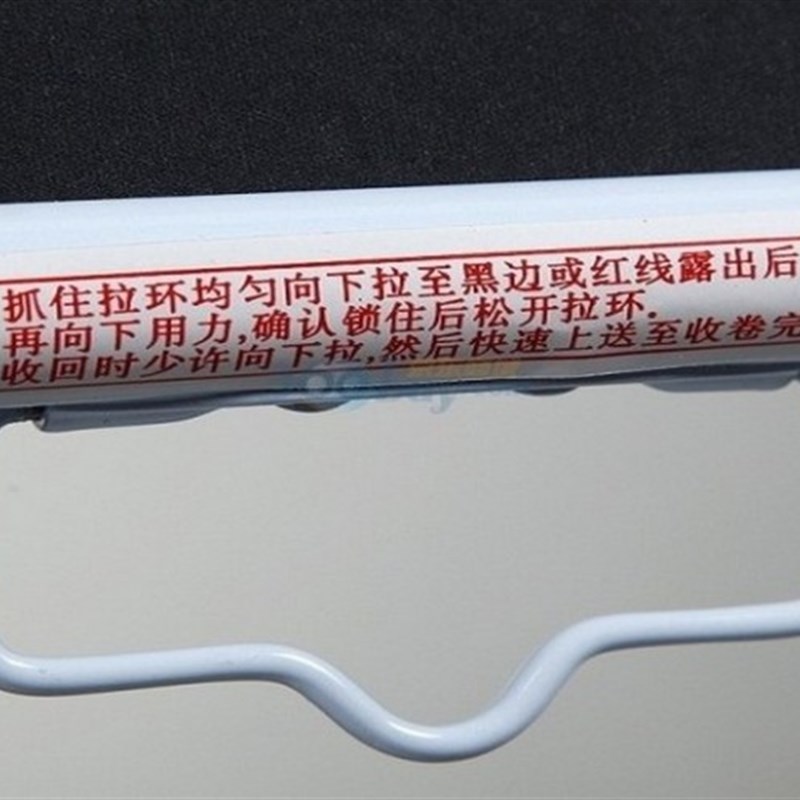 抓住拉环均匀向下拉至黑边或红线露出后
再向下用力,确认锁住后松开拉环.
收回时少许向下拉,然后快速上送至收卷完